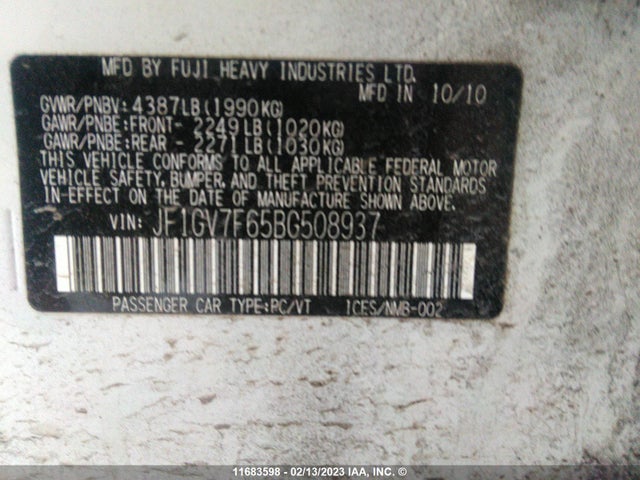 MFD BY FUJI HEAVY INDUSTRIES LTD.
MFD IN 10/10
GVWR/PNBV: 4387LB(1990KG)
GAWR/PNBE:FRONT- 2249LB(1020KG)
GAWR/PNBE:REAR - 2271LB(1030KG)
THIS VEHICLE CONFORMS TO ALL APPLICABLE FEDERAL MOTOR
VEHICLE SAFETY, BUMPER, AND THEFT PREVENTION STANDARDS
IN-EFFECT ON THE DATE OF MANUFACTURE SHOWN ABOVE.
VIN: JF1GV7F65BG508937
PASSENGER CAR TYPE:PC/VT ICES/NMB-002
11683598 - 02/13/2023 IAA, INC. ©